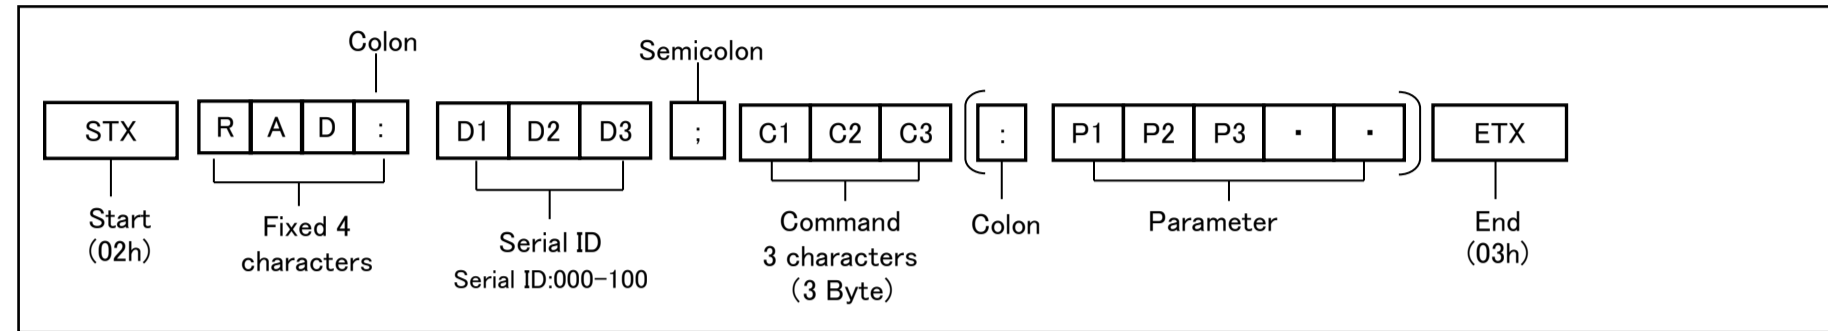 Colon
Semicolon
STX R A D : D1 D2 D3 ; C1 C2 C3 ( : P1 P2 P3 ・ ・ ) ETX
Start
(02h)
Fixed 4
characters
Serial ID
Serial ID:000-100
Command
3 characters
(3 Byte)
Colon
Parameter
End
(03h)